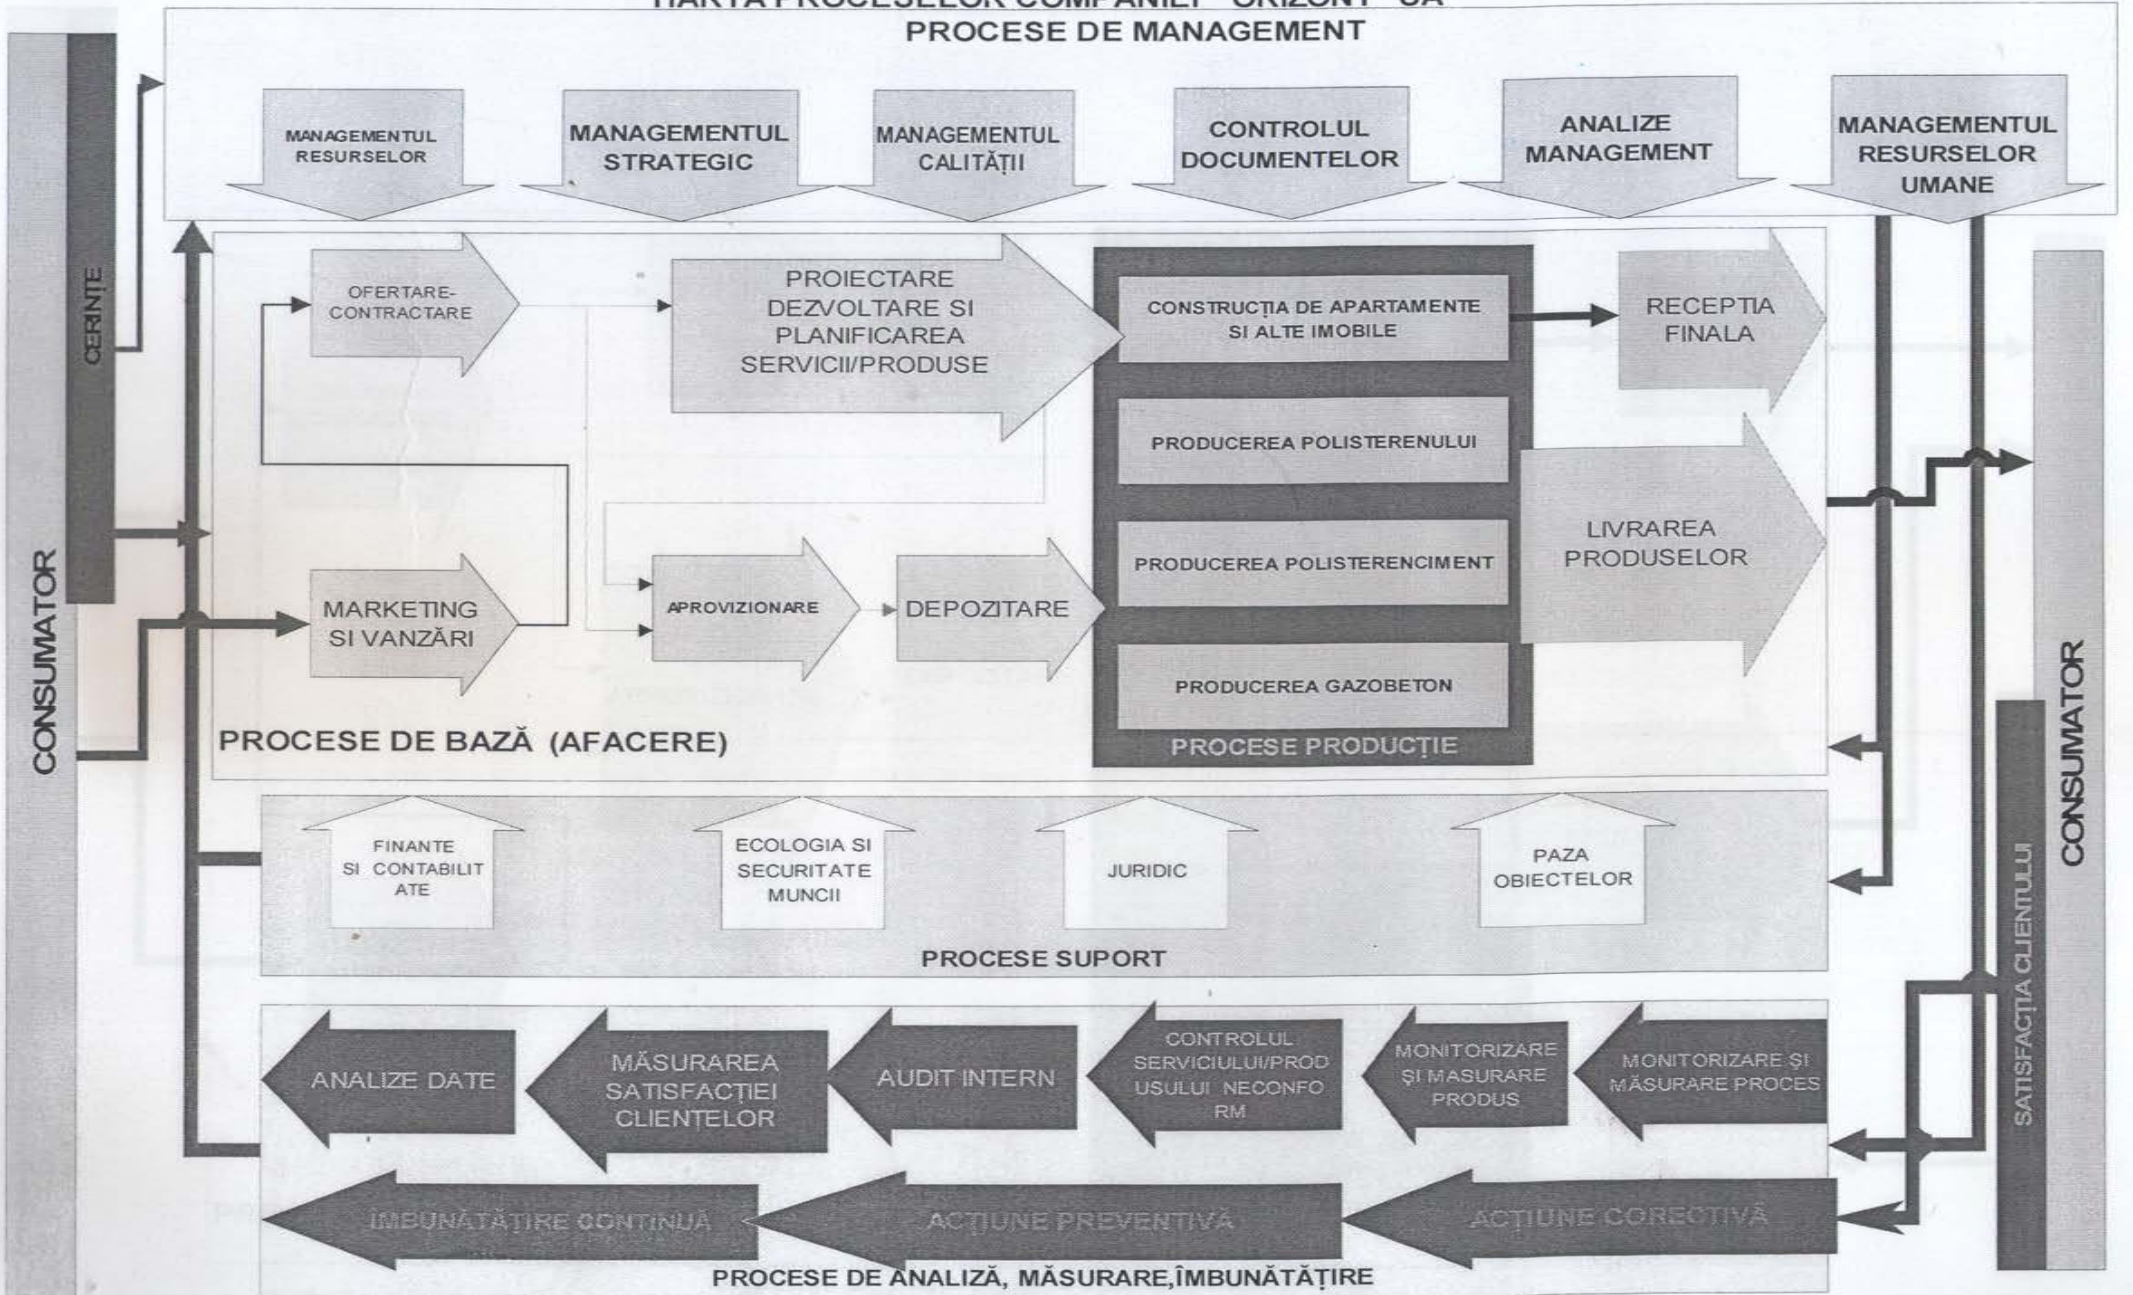 HARTA PROCESELOR COMPANIEI "ORIZONT" SA
PROCESE DE MANAGEMENT
MANAGEMENTUL
RESURSELOR
MANAGEMENTUL
STRATEGIC
MANAGEMENTUL
CALITĂȚII
CONTROLUL
DOCUMENTELOR
ANALIZE
MANAGEMENT
MANAGEMENTUL
RESURSELOR
UMANE
CONSUMATOR
CERINȚE
OFERTARE-
CONTRACTARE
PROIECTARE
DEZVOLTARE SI
PLANIFICAREA
SERVICII/PRODUSE
CONSTRUCȚIA DE APARTAMENTE
SI ALTE IMOBILE
RECEPTIA
FINALA
PRODUCEREA POLISTERENULUI
MARKETING
SI VANZĂRI
APROVIZIONARE
DEPOZITARE
PRODUCEREA POLISTERENCIMENT
LIVRAREA
PRODUSELOR
PRODUCEREA GAZOBETON
PROCESE PRODUCȚIE
PROCESE DE BAZĂ (AFACERE)
FINANTE
SI CONTABILIT
ATE
ECOLOGIA SI
SECURITATE
MUNCII
JURIDIC
PAZA
OBIECTELOR
PROCESE SUPORT
CONSUMATOR
SATISFACȚIA CLIENTULUI
ANALIZE DATE
MĂSURAREA
SATISFACȚIEI
CLIENȚELOR
AUDIT INTERN
CONTROLUL
SERVICIULUI/PROD
USULUI NECONFO
RM
MONITORIZARE
ȘI MASURARE
PRODUS
MONITORIZARE ȘI
MĂSURARE PROCES
ÎMBUNĂTĂȚIRE CONTINUĂ
ACȚIUNE PREVENTIVĂ
ACȚIUNE CORECTIVĂ
PROCESE DE ANALIZĂ, MĂSURARE,ÎMBUNĂTĂȚIRE